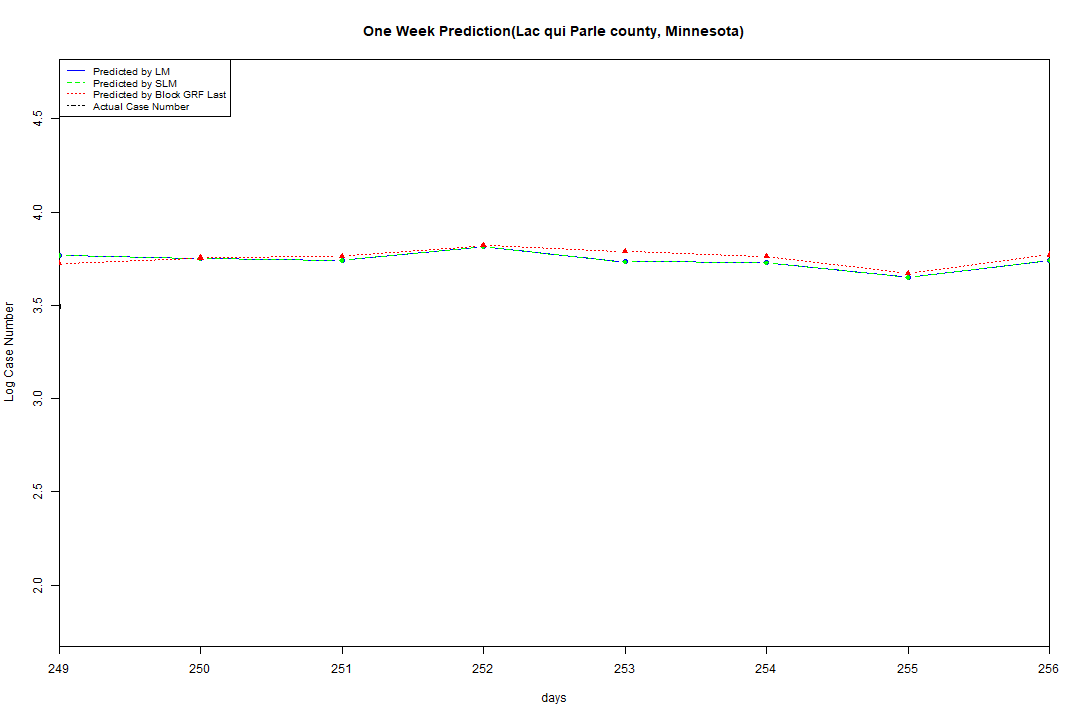 One Week Prediction(Lac qui Parle county, Minnesota)
Predicted by LM
Predicted by SLM
Predicted by Block GRF Last
Actual Case Number
4.5
4.0
3.5
3.0
2.5
2.0
Log Case Number
249 250 251 252 253 254 255 256
days